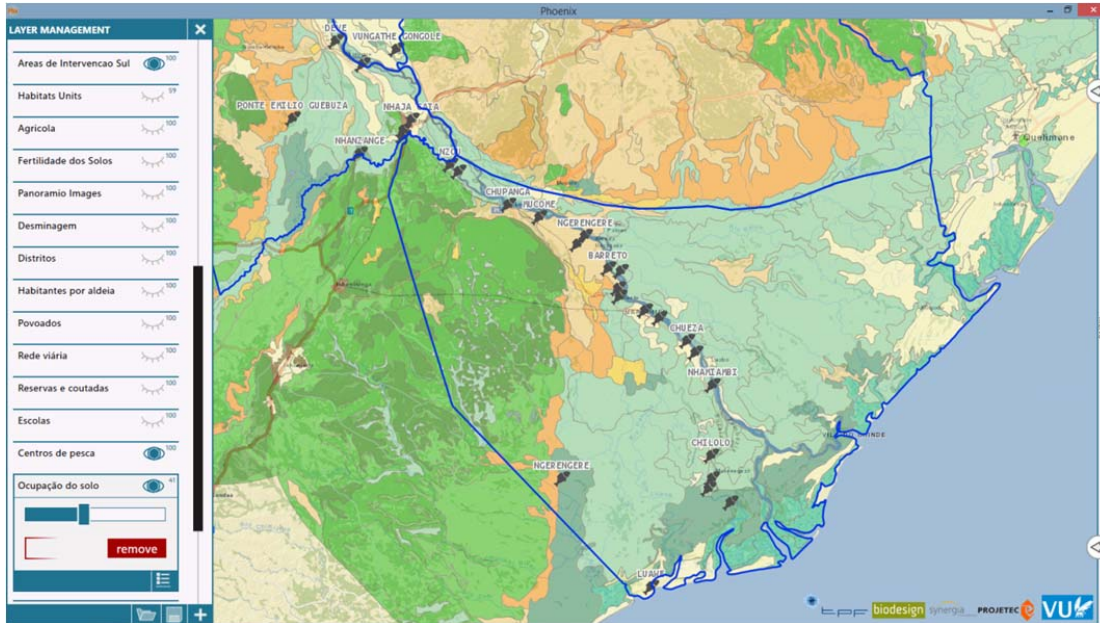 Phoenix
LAYER MANAGEMENT
Areas de Intervencao Sul 100
Habitats Units 59
Agricola 100
Fertilidade dos Solos 100
Panoramio Images 100
Desminagem 100
Distritos 100
Habitantes por aldeia 100
Povoados 100
Rede viária 100
Reservas e coutadas 100
Escolas 100
Centros de pesca 100
Ocupação do solo 41
remove
VUNGATHE GONGOLE
PONTE EMILIO GUEBUZA
NHANZANGE
CHUPANGA
MUCOME
NGERENGERE
BARRETO
CHUEZA
NHAMIAMBI
CHILOLO
NGERENGERE
LUAWE
Quelimane
tpf
biodesign
synergia
PROJETEC
VU